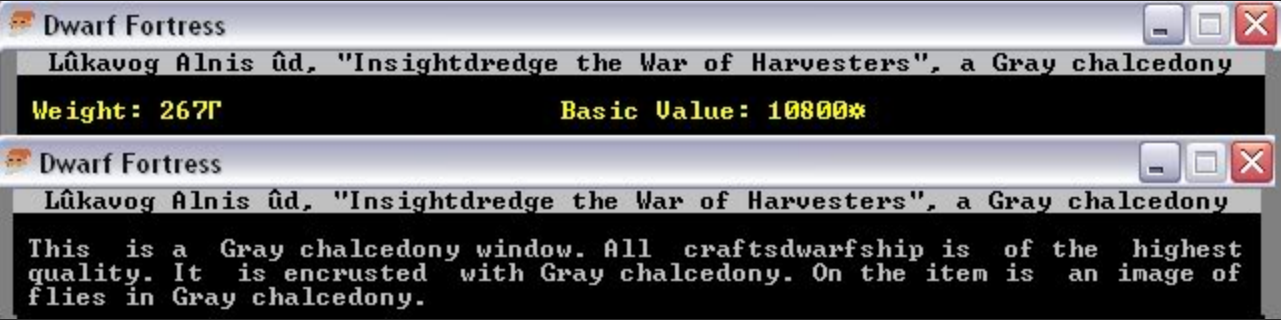 Dwarf Fortress
Lûkavog Alnis ûd, "Insightdredge the War of Harvesters", a Gray chalcedony
Weight: 267Γ Basic Value: 10800☼
Dwarf Fortress
Lûkavog Alnis ûd, "Insightdredge the War of Harvesters", a Gray chalcedony
This is a Gray chalcedony window. All craftsdwarfship is of the highest
quality. It is encrusted with Gray chalcedony. On the item is an image of
flies in Gray chalcedony.